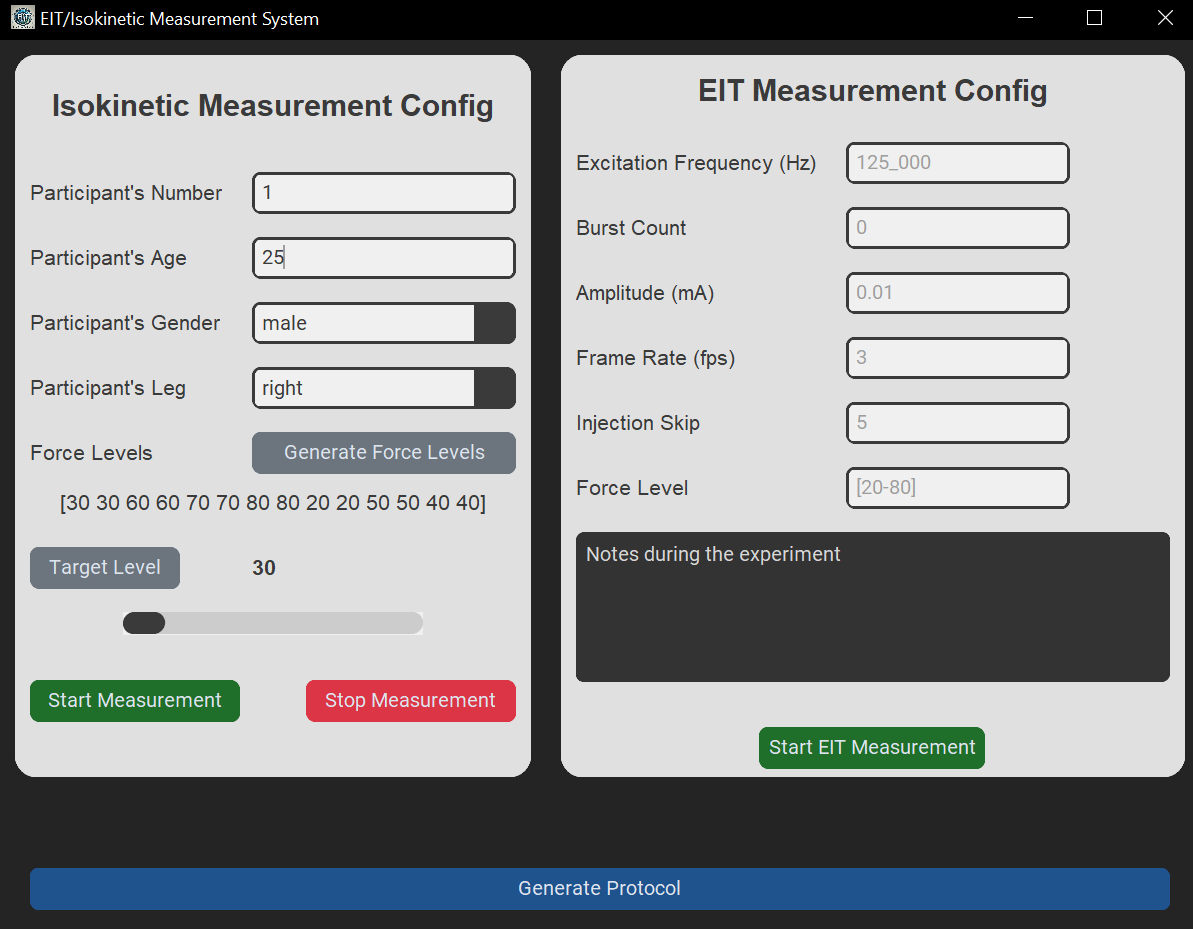 EIT/Isokinetic Measurement System
Isokinetic Measurement Config
Participant's Number
1
Participant's Age
25
Participant's Gender
male
Participant's Leg
right
Force Levels
Generate Force Levels
[30 30 60 60 70 70 80 80 20 20 50 50 40 40]
Target Level
30
Start Measurement
Stop Measurement
EIT Measurement Config
Excitation Frequency (Hz)
125_000
Burst Count
0
Amplitude (mA)
0.01
Frame Rate (fps)
3
Injection Skip
5
Force Level
[20-80]
Notes during the experiment
Start EIT Measurement
Generate Protocol